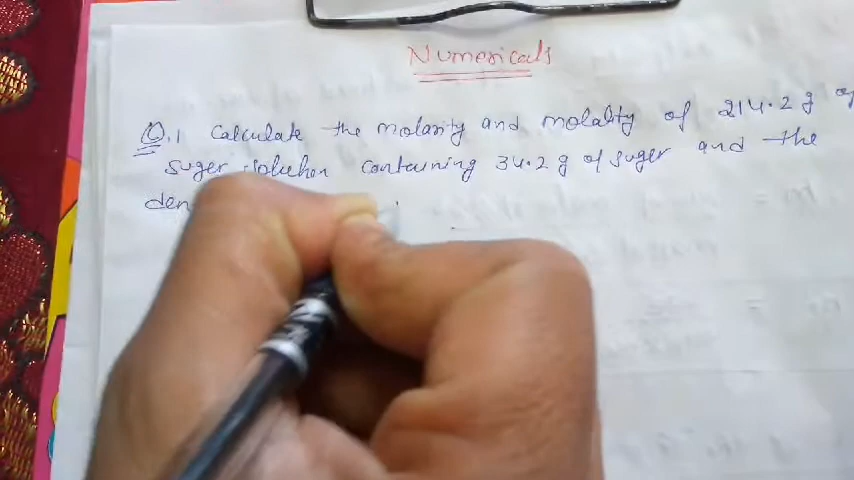 Numericals
Q.1 Calculate the molarity and molality of 214.2 g of
suger solution containing 34.2 g of suger and the
den